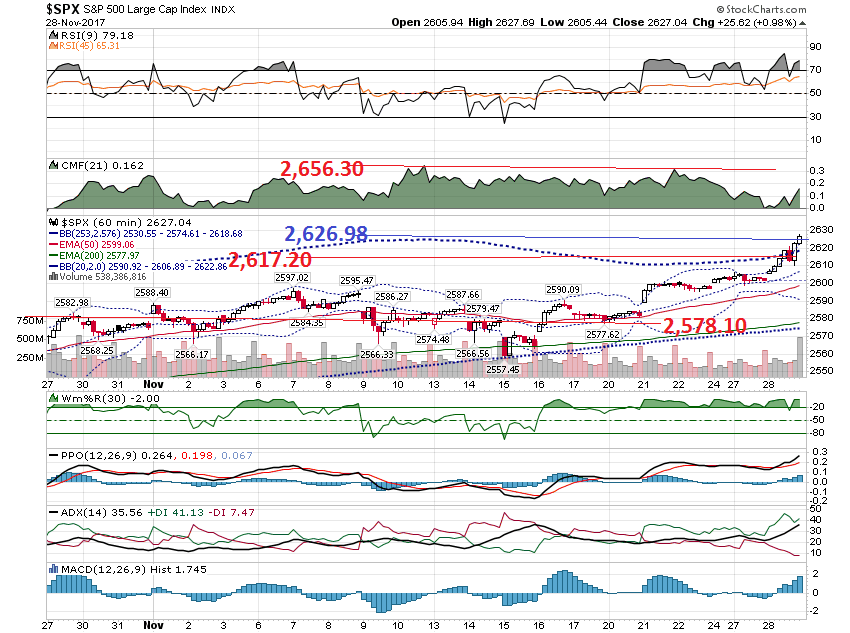 $SPX S&P 500 Large Cap Index INDX © StockCharts.com
28-Nov-2017 Open 2605.94 High 2627.69 Low 2605.44 Close 2627.04 Chg +25.62 (+0.98%)
RSI(9) 79.18
RSI(45) 65.31
90
70
50
30
10
CMF(21) 0.162
2,656.30
0.3
0.2
0.1
0.0
$SPX (60 min) 2627.04
BB(253,2.576) 2530.55 - 2574.61 - 2618.68
EMA(50) 2599.06
EMA(200) 2577.97
BB(20,2.0) 2590.92 - 2606.89 - 2622.86
Volume 538,386,816
2,626.98
2,617.20
2,578.10
2582.98
2568.25
2588.40
2566.17
2597.02
2584.35
2595.47
2566.33
2586.27
2574.48
2587.66
2566.56
2579.47
2557.45
2590.09
2577.62
2630
2620
2610
2600
2590
2580
2570
2560
2550
750M
500M
250M
27 30 31 Nov 2 3 6 7 8 9 10 13 14 15 16 17 20 21 22 24 27 28
Wm%R(30) -2.00
-20
-50
-80
PPO(12,26,9) 0.264, 0.198, 0.067
0.3
0.2
0.1
0.0
-0.1
-0.2
ADX(14) 35.56 +DI 41.13 -DI 7.47
50
40
30
20
10
MACD(12,26,9) Hist 1.745
2
0
-2
27 30 31 Nov 2 3 6 7 8 9 10 13 14 15 16 17 20 21 22 24 27 28